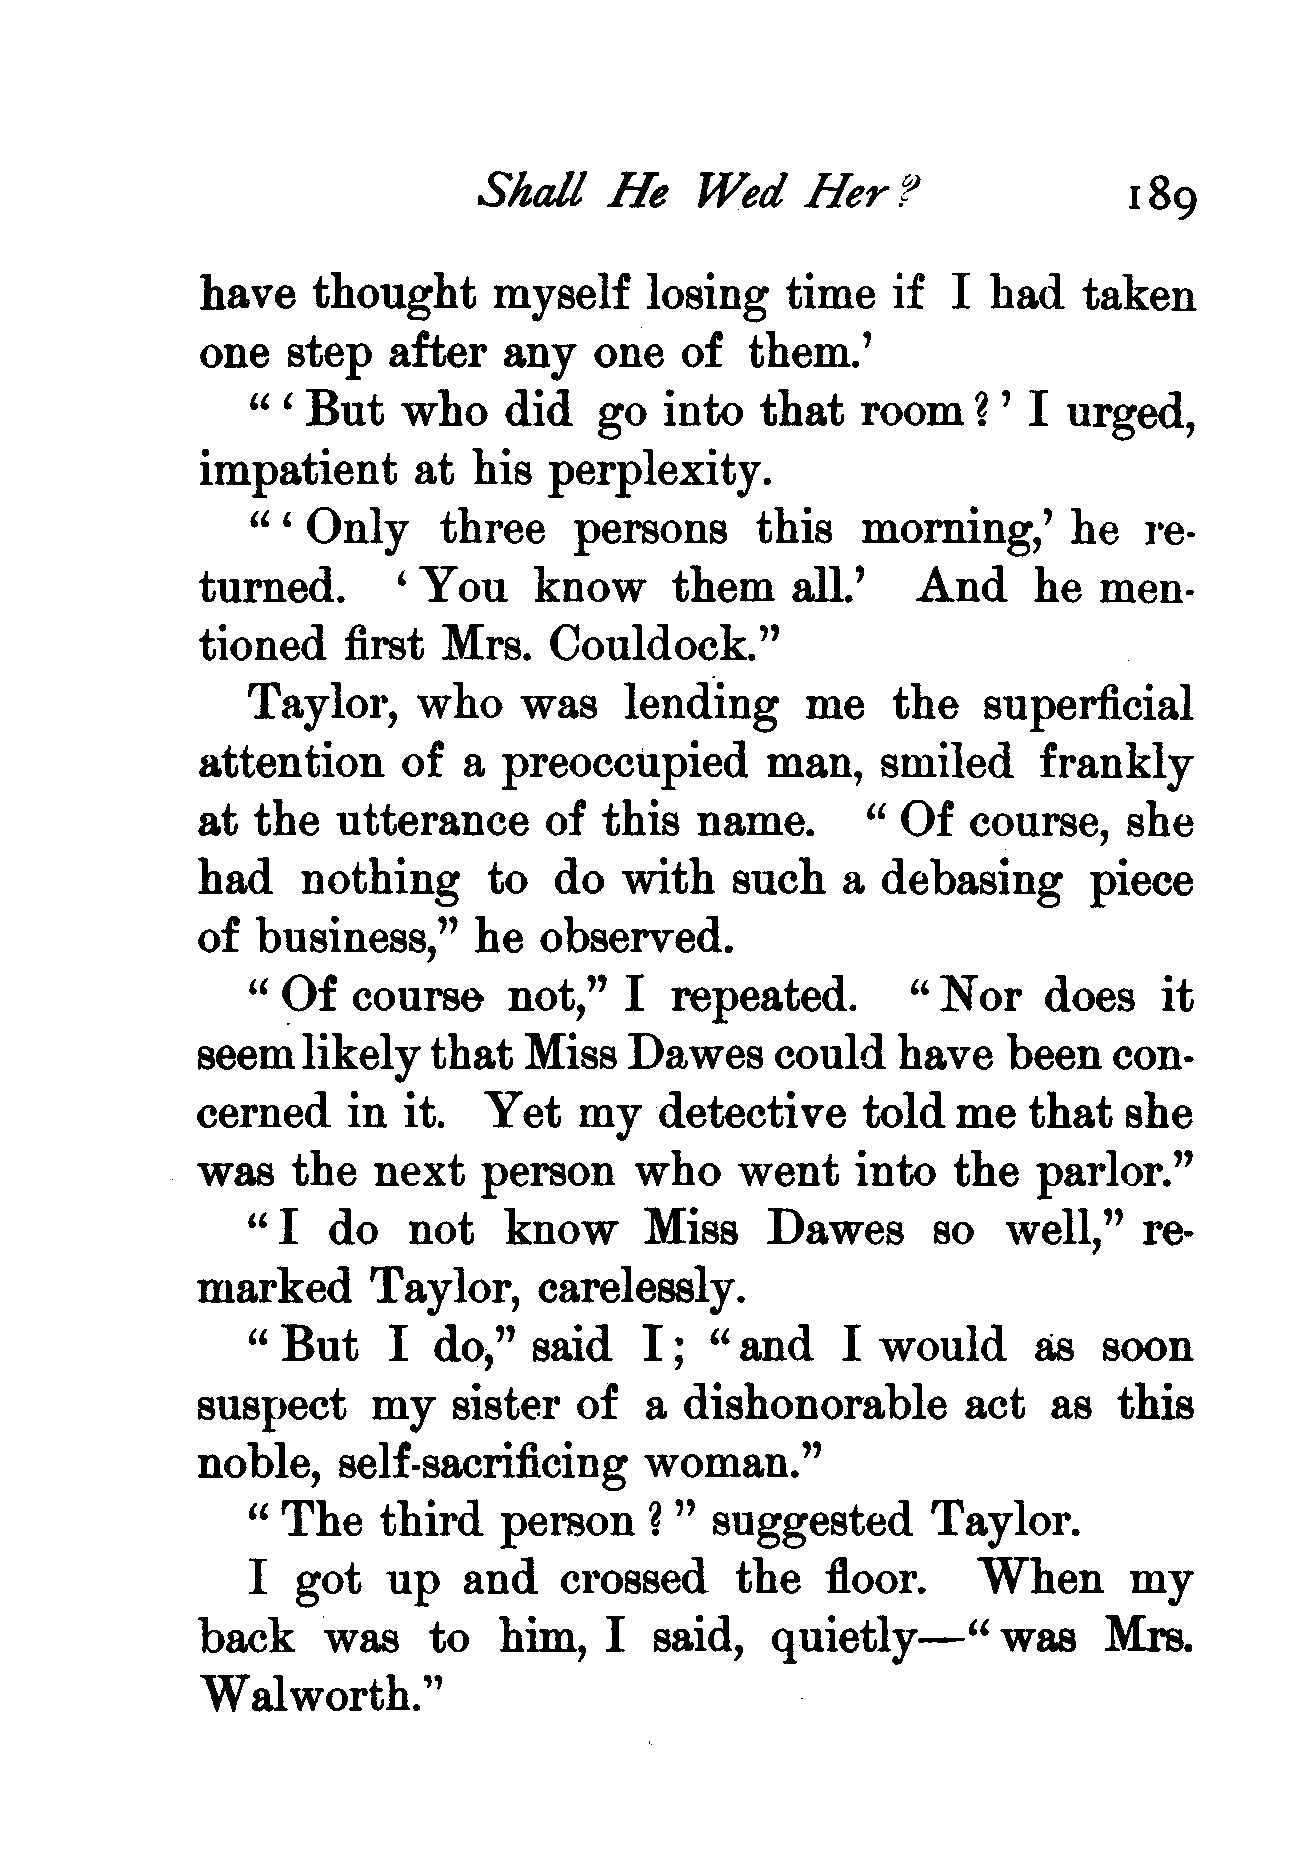 Shall He Wed Her? 189
have thought myself losing time if I had taken
one step after any one of them.’
“‘But who did go into that room?’ I urged,
impatient at his perplexity.
“‘Only three persons this morning,’ he re-
turned. ‘You know them all.’ And he men-
tioned first Mrs. Couldock.”
Taylor, who was lending me the superficial
attention of a preoccupied man, smiled frankly
at the utterance of this name. “Of course, she
had nothing to do with such a debasing piece
of business,” he observed.
“Of course not,” I repeated. “Nor does it
seem likely that Miss Dawes could have been con-
cerned in it. Yet my detective told me that she
was the next person who went into the parlor.”
“I do not know Miss Dawes so well,” re-
marked Taylor, carelessly.
“But I do,” said I; “and I would as soon
suspect my sister of a dishonorable act as this
noble, self-sacrificing woman.”
“The third person?” suggested Taylor.
I got up and crossed the floor. When my
back was to him, I said, quietly—“was Mrs.
Walworth.”